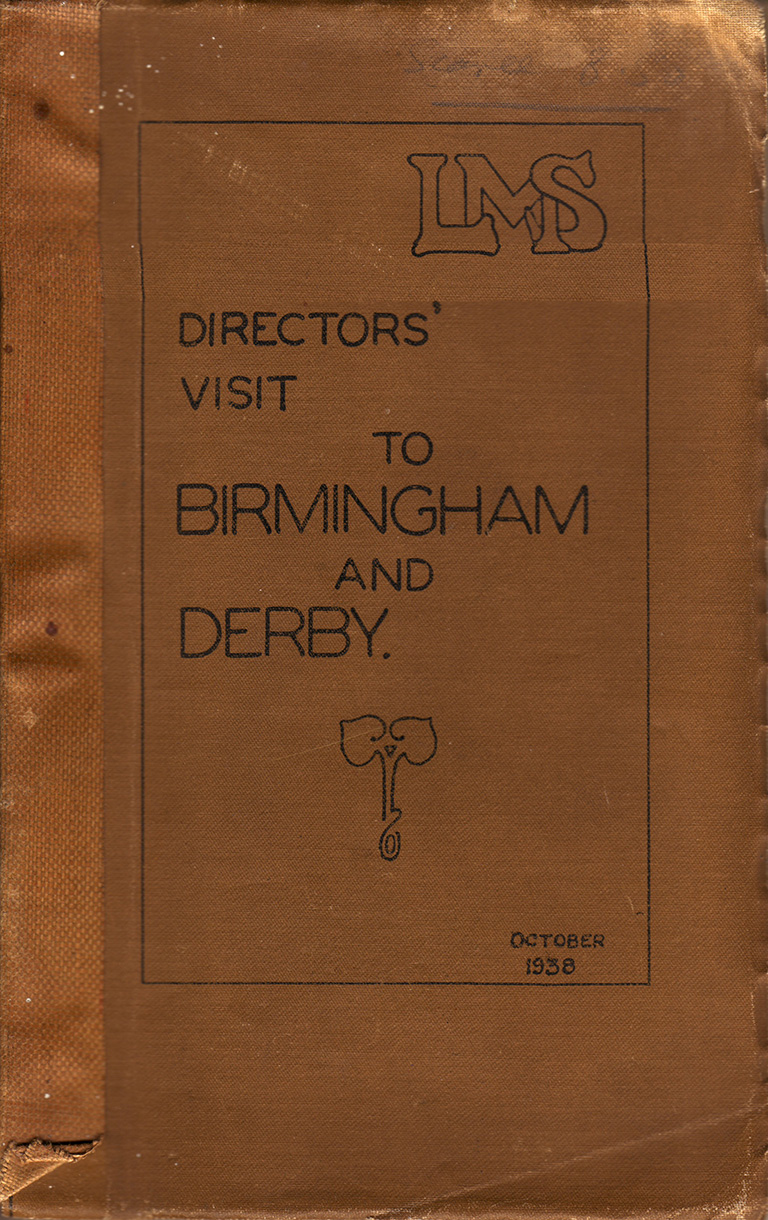 LMS
DIRECTORS'
VISIT
TO
BIRMINGHAM
AND
DERBY.
OCTOBER
1938